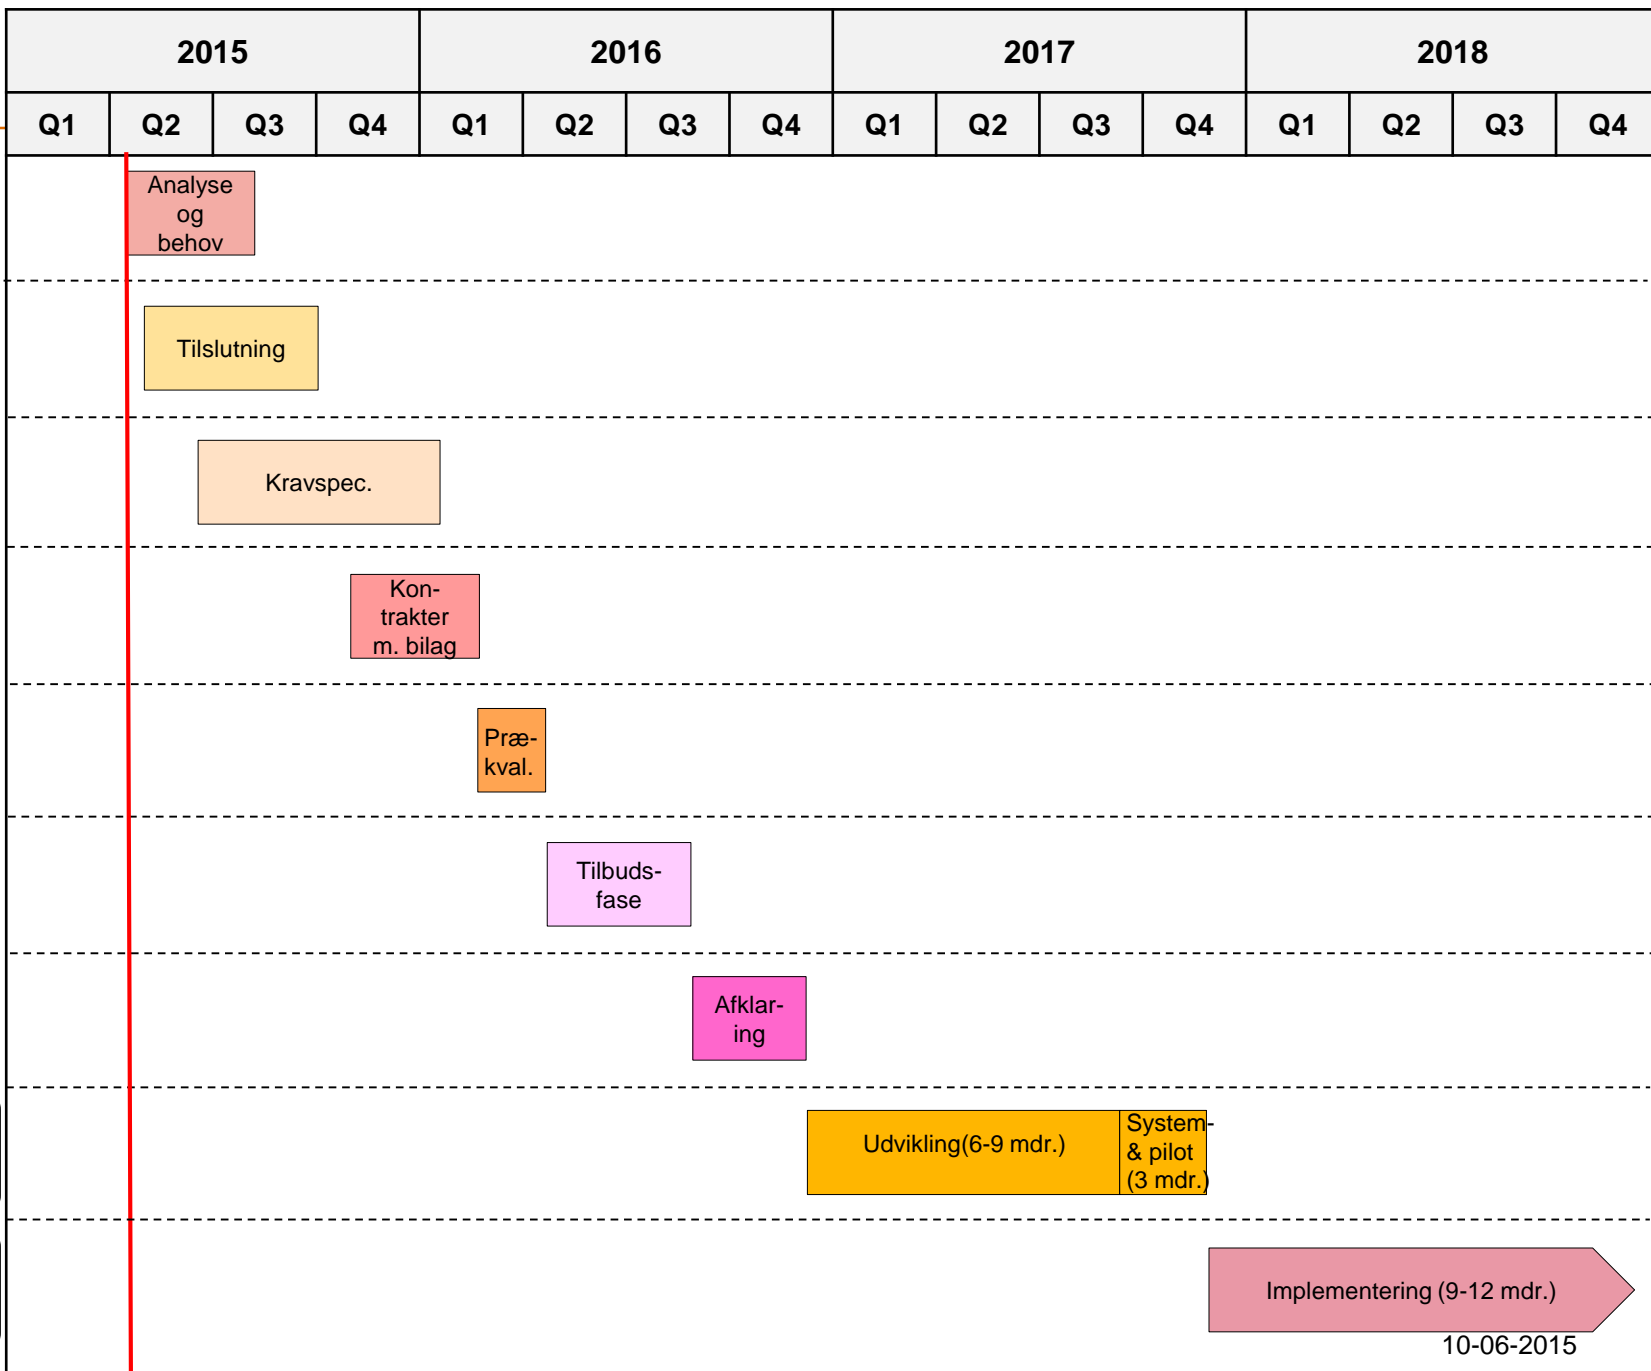 2015 2016 2017 2018
Q1 Q2 Q3 Q4 Q1 Q2 Q3 Q4 Q1 Q2 Q3 Q4 Q1 Q2 Q3 Q4
Analyse
og
behov
Tilslutning
Kravspec.
Kon-
trakter
m. bilag
Præ-
kval.
Tilbuds-
fase
Afklar-
ing
Udvikling(6-9 mdr.)
System-
& pilot
(3 mdr.)
Implementering (9-12 mdr.)
10-06-2015